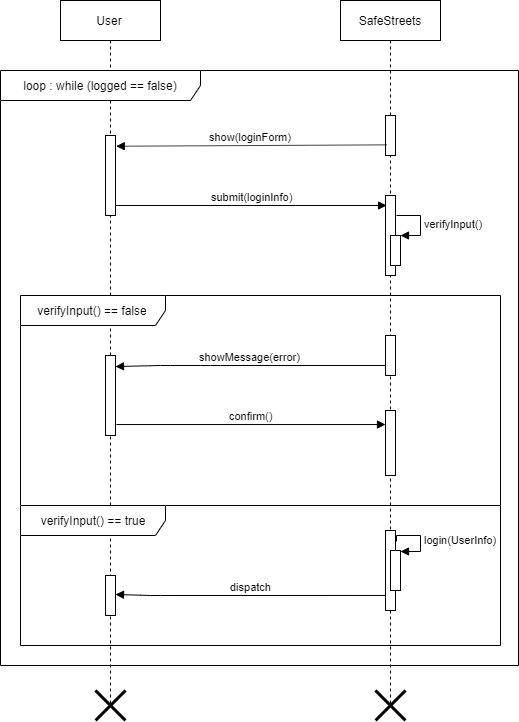 User
SafeStreets
loop : while (logged == false)
show(loginForm)
submit(loginInfo)
verifyInput()
verifyInput() == false
showMessage(error)
confirm()
verifyInput() == true
login(UserInfo)
dispatch